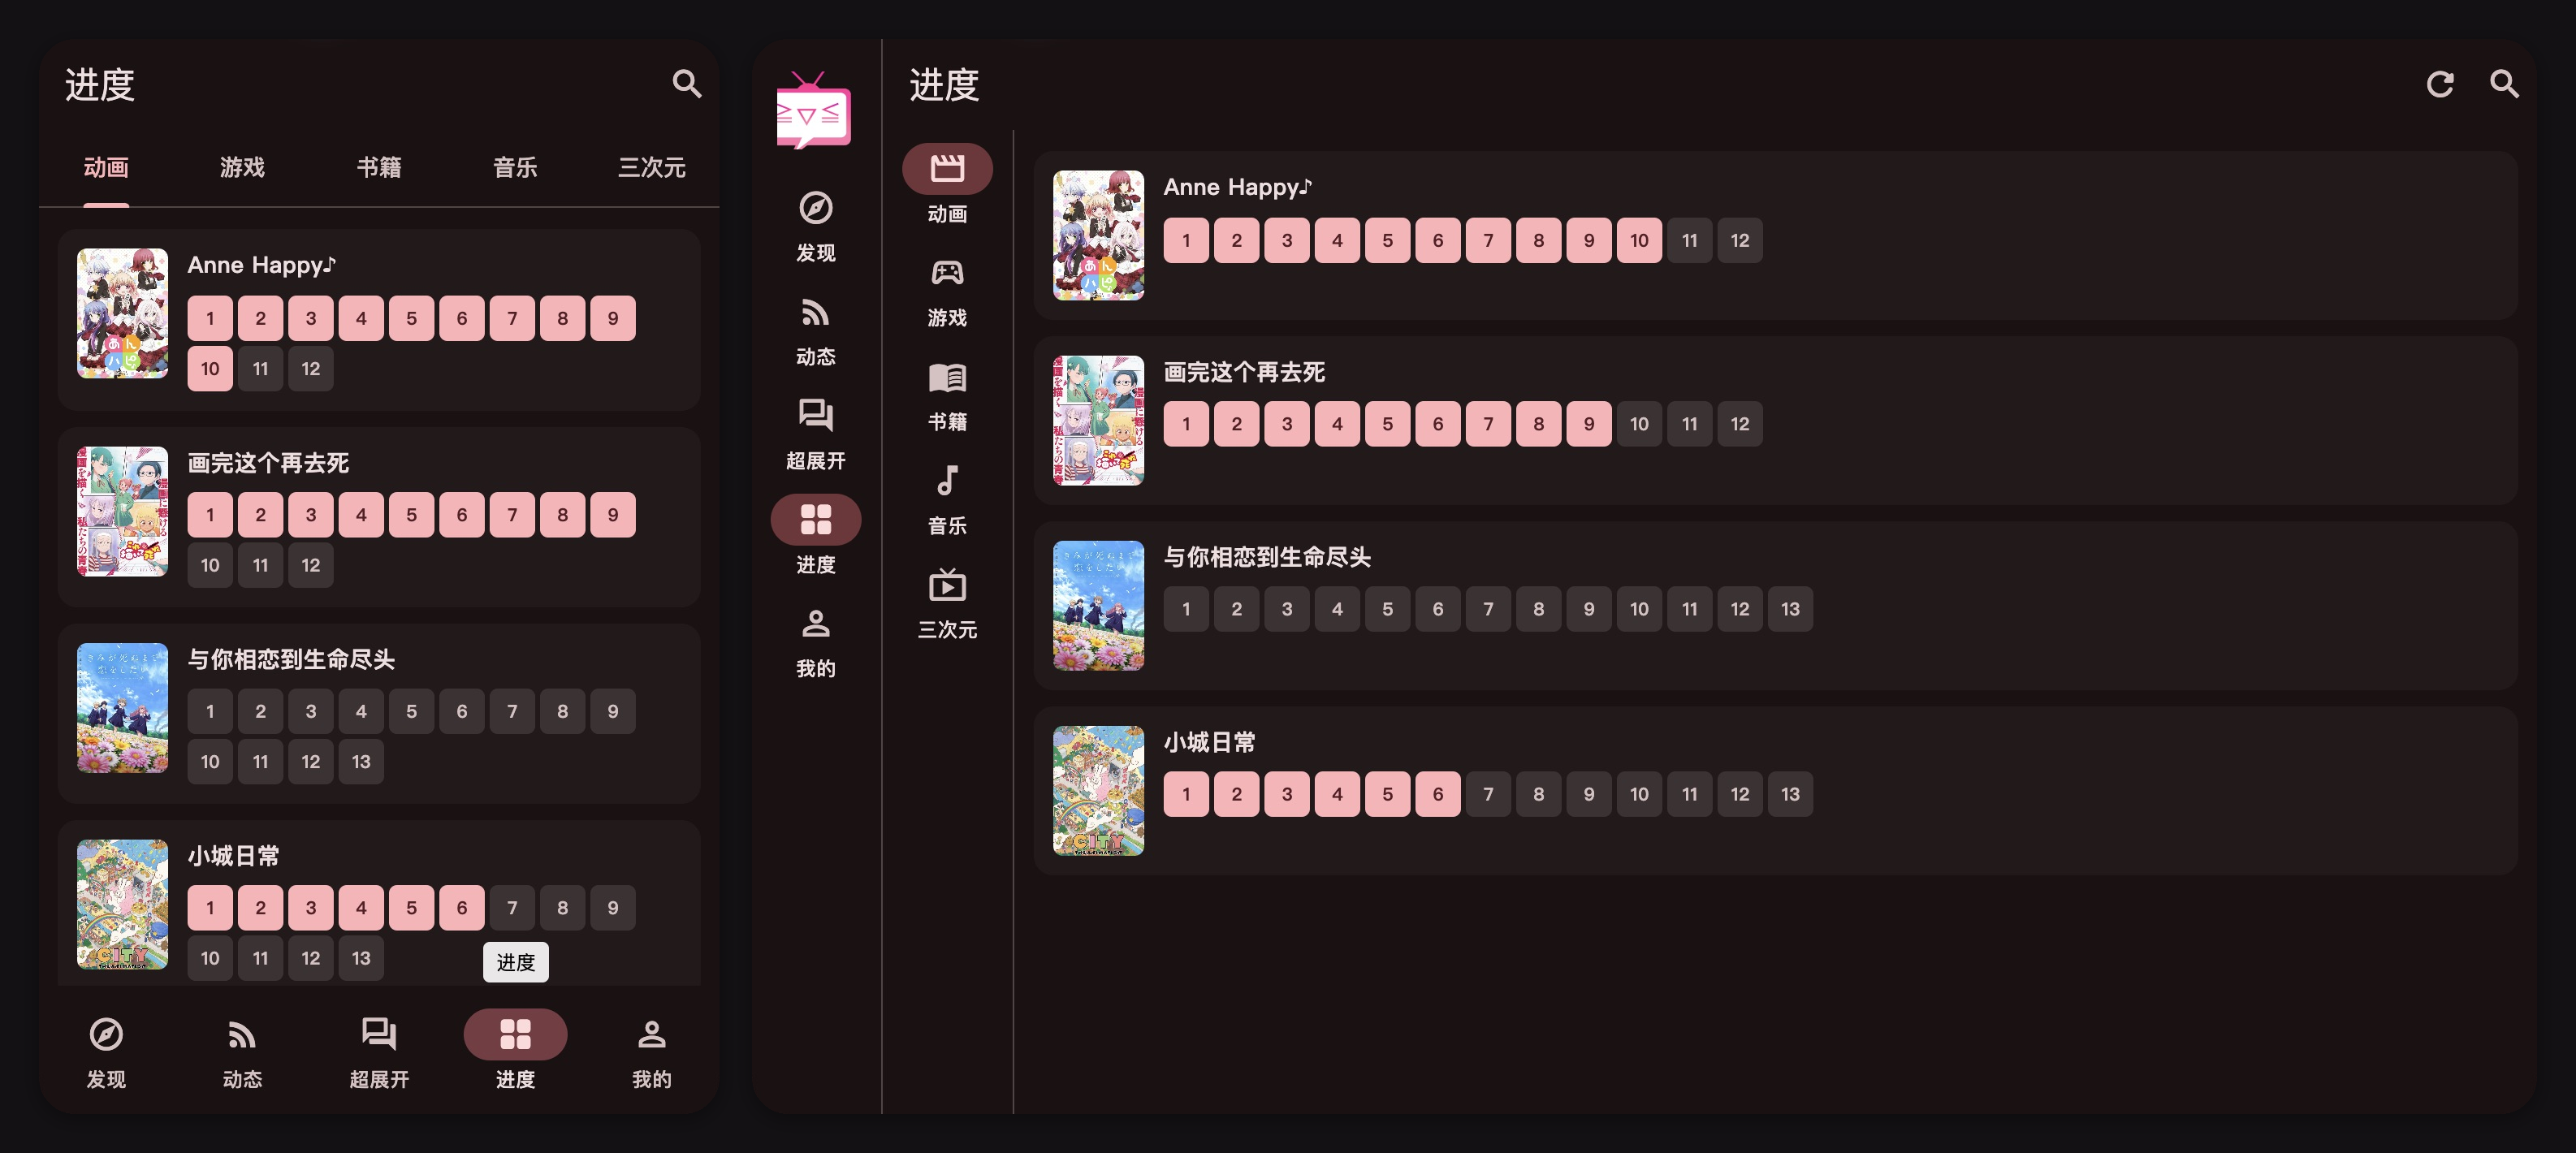 进度
动画 游戏 书籍 音乐 三次元
Anne Happy♪
1 2 3 4 5 6 7 8 9
10 11 12
画完这个再去死
1 2 3 4 5 6 7 8 9
10 11 12
与你相恋到生命尽头
1 2 3 4 5 6 7 8 9
10 11 12 13
小城日常
1 2 3 4 5 6 7 8 9
10 11 12 13
进度
发现 动态 超展开 进度 我的
发现
动态
超展开
进度
我的
进度
动画
游戏
书籍
音乐
三次元
Anne Happy♪
1 2 3 4 5 6 7 8 9 10 11 12
画完这个再去死
1 2 3 4 5 6 7 8 9 10 11 12
与你相恋到生命尽头
1 2 3 4 5 6 7 8 9 10 11 12 13
小城日常
1 2 3 4 5 6 7 8 9 10 11 12 13
あん
ハピ
CITY